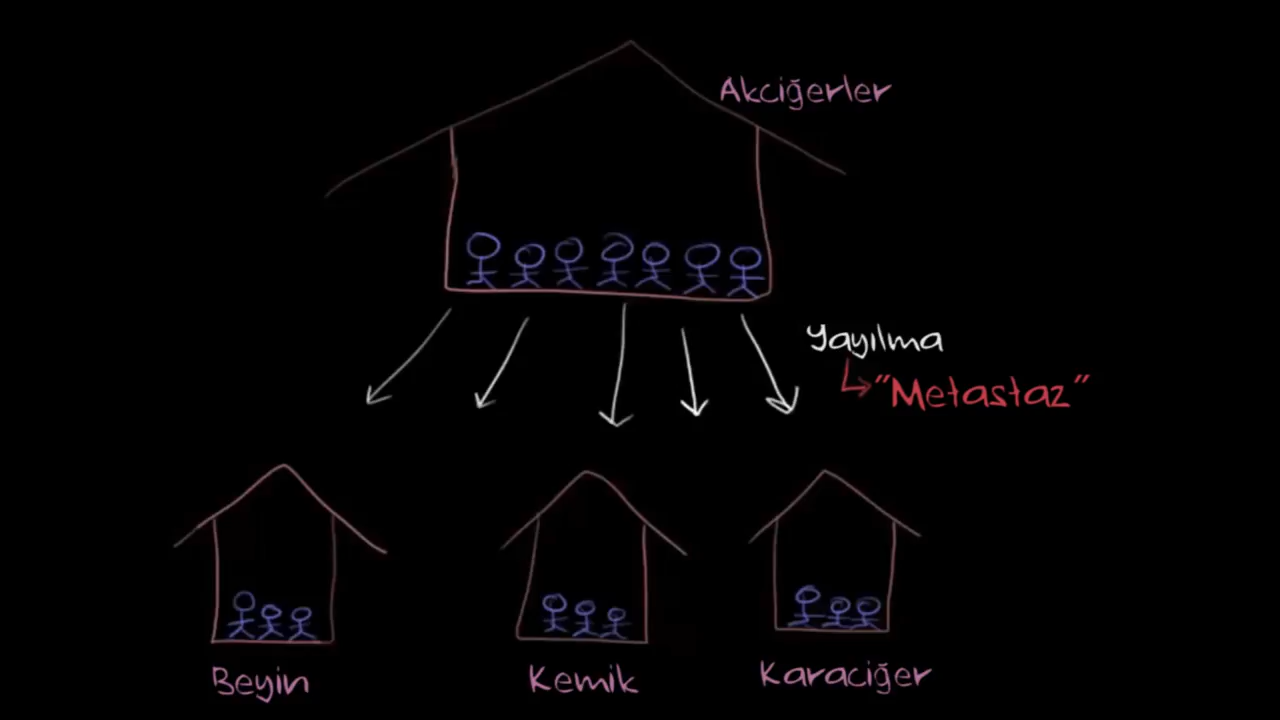 Akciğerler
Yayılma
"Metastaz"
Beyin
Kemik
Karaciğer